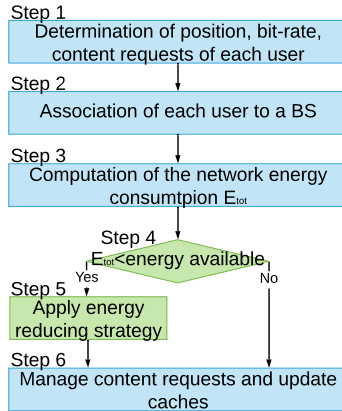 Step 1
Determination of position, bit-rate,
content requests of each user
Step 2
Association of each user to a BS
Step 3
Computation of the network energy
consumtpion Etot
Step 4
Etot<energy available
Yes
No
Step 5
Apply energy
reducing strategy
Step 6
Manage content requests and update
caches